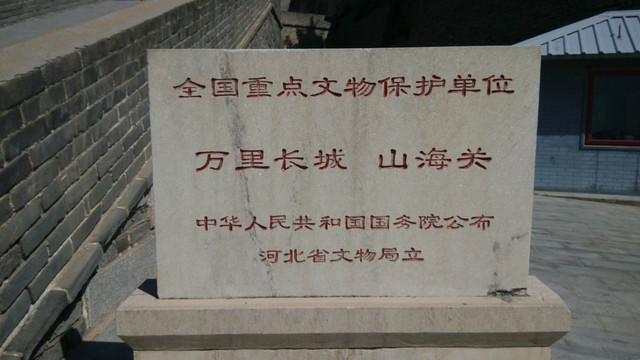 全国重点文物保护单位
万里长城 山海关
中华人民共和国国务院公布
河北省文物局立